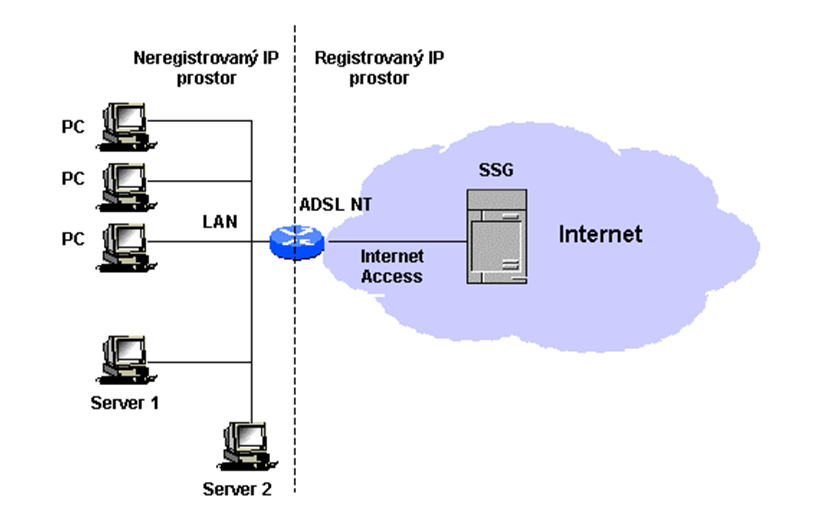 Neregistrovaný IP
prostor
Registrovaný IP
prostor
PC
PC
PC
LAN
ADSL NT
SSG
Internet
Internet
Access
Server 1
Server 2